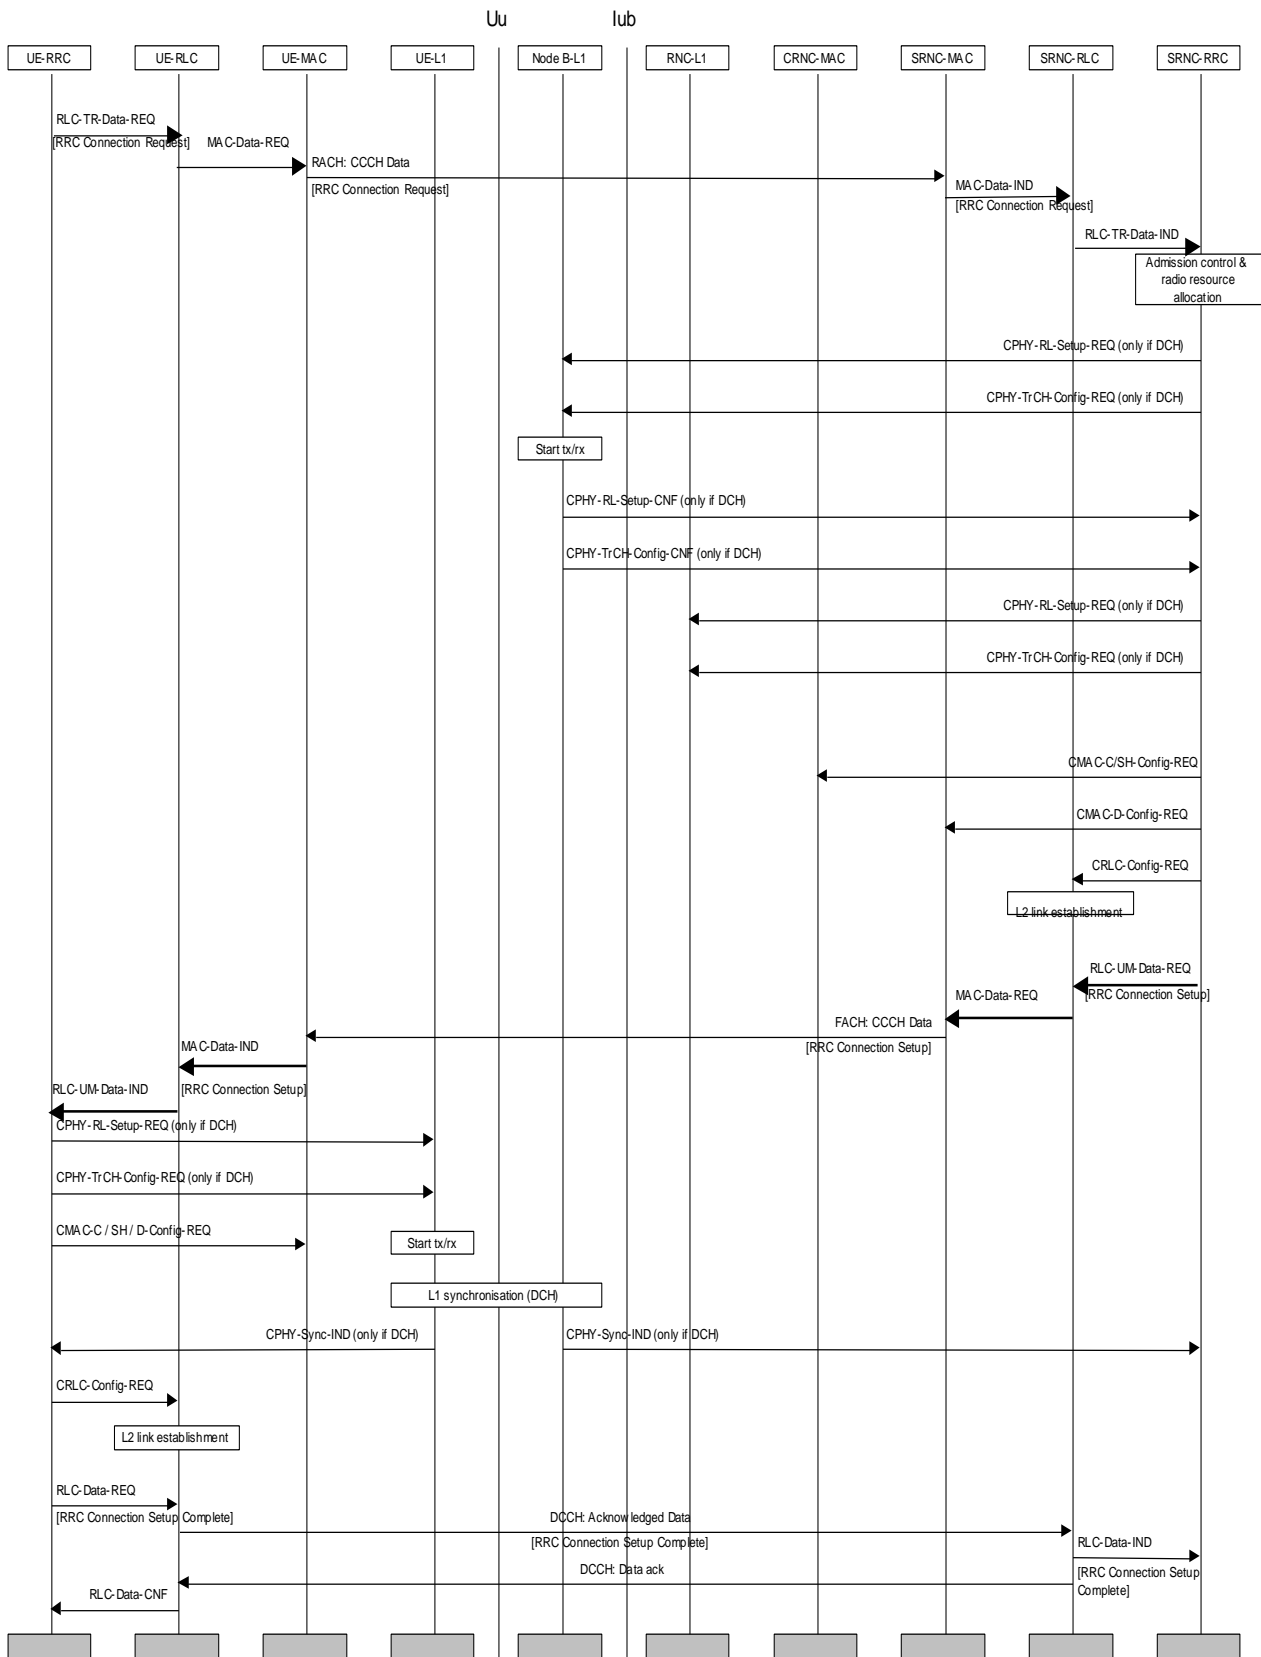 Uu Iub
UE-RRC UE-RLC UE-MAC UE-L1 Node B-L1 RNC-L1 CRNC-MAC SRNC-MAC SRNC-RLC SRNC-RRC
RLC-TR-Data-REQ
[RRC Connection Request]
MAC-Data-REQ
RACH: CCCH Data
[RRC Connection Request]
MAC-Data-IND
[RRC Connection Request]
RLC-TR-Data-IND
Admission control &
radio resource
allocation
CPHY-RL-Setup-REQ (only if DCH)
CPHY-TrCH-Config-REQ (only if DCH)
Start tx/rx
CPHY-RL-Setup-CNF (only if DCH)
CPHY-TrCH-Config-CNF (only if DCH)
CPHY-RL-Setup-REQ (only if DCH)
CPHY-TrCH-Config-REQ (only if DCH)
CMAC-C/SH-Config-REQ
CMAC-D-Config-REQ
CRLC-Config-REQ
L2 link establishment
RLC-UM-Data-REQ
[RRC Connection Setup]
MAC-Data-REQ
FACH: CCCH Data
[RRC Connection Setup]
MAC-Data-IND
[RRC Connection Setup]
RLC-UM-Data-IND
CPHY-RL-Setup-REQ (only if DCH)
CPHY-TrCH-Config-REQ (only if DCH)
CMAC-C / SH / D-Config-REQ
Start tx/rx
L1 synchronisation (DCH)
CPHY-Sync-IND (only if DCH)
CPHY-Sync-IND (only if DCH)
CRLC-Config-REQ
L2 link establishment
RLC-Data-REQ
[RRC Connection Setup Complete]
DCCH: Acknowledged Data
[RRC Connection Setup Complete]
RLC-Data-IND
[RRC Connection Setup
Complete]
DCCH: Data ack
RLC-Data-CNF